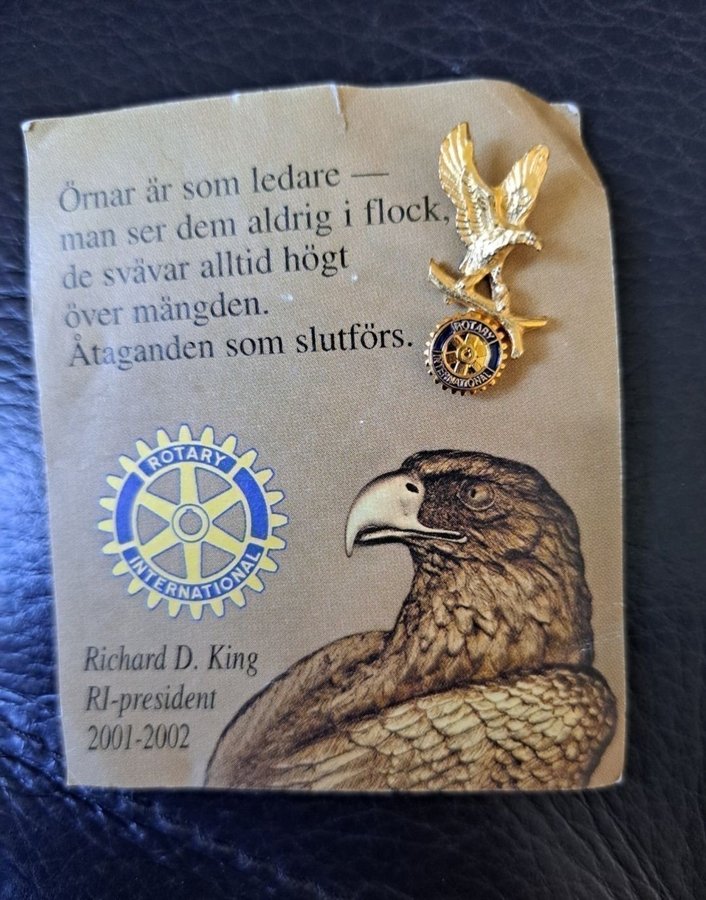 Örnar är som ledare —
man ser dem aldrig i flock,
de svävar alltid högt
över mängden.
Åtaganden som slutförs.
ROTARY
INTERNATIONAL
ROTARY
INTERNATIONAL
Richard D. King
RI-president
2001-2002